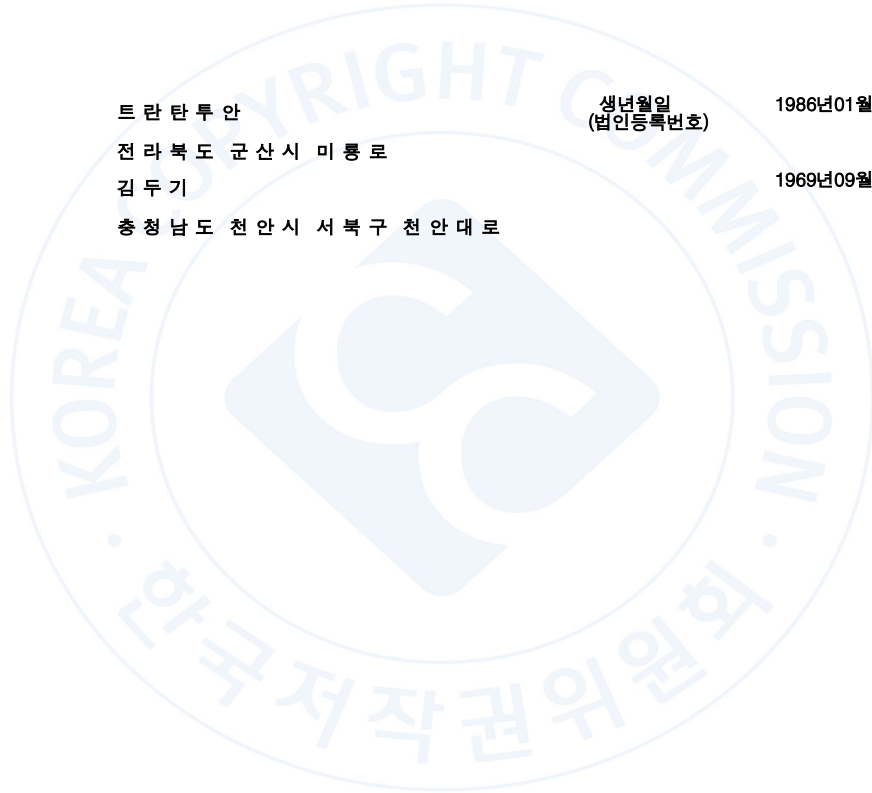 트란탄투안 생년월일 1986년01월
(법인등록번호)
전라북도 군산시 미룡로
김두기 1969년09월
충청남도 천안시 서북구 천안대로
KOREA COPYRIGHT COMMISSION
한국저작권위원회